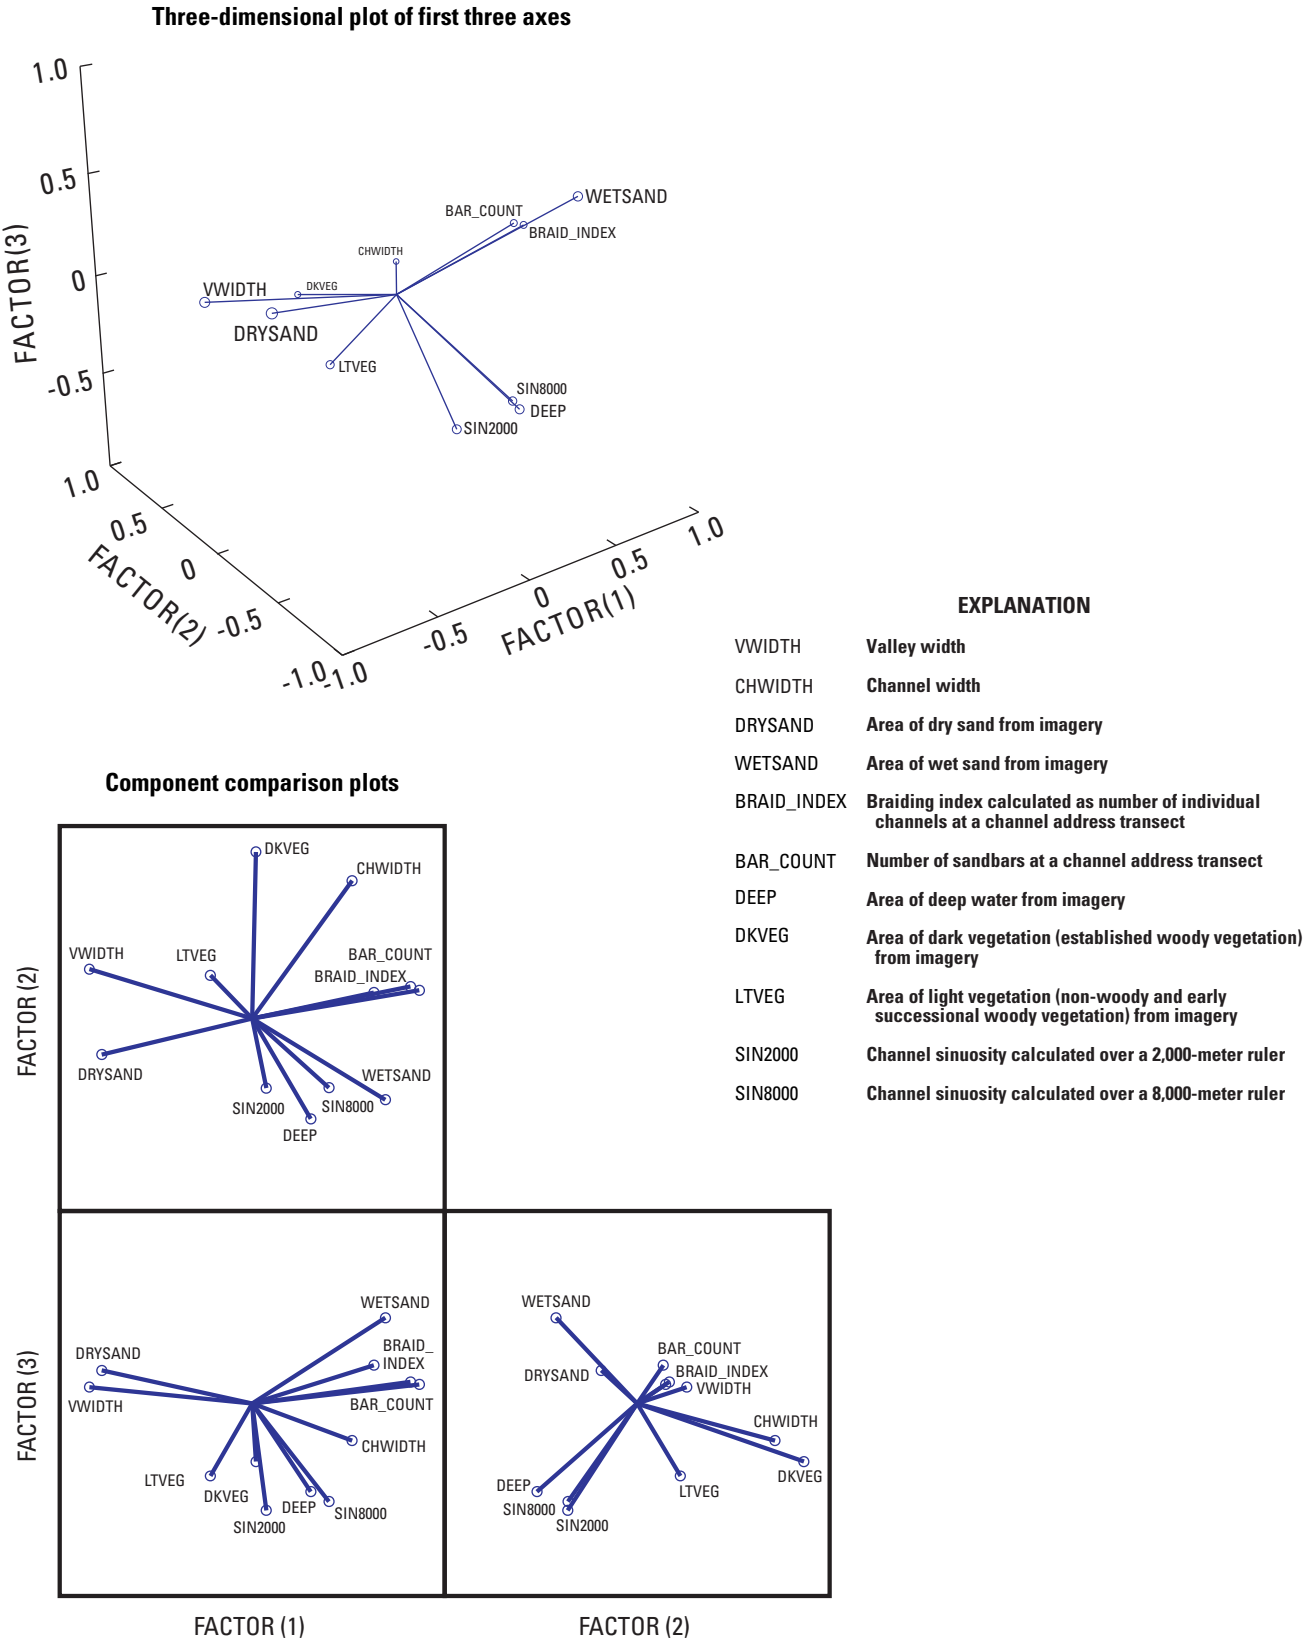 Three-dimensional plot of first three axes
1.0
0.5
0
-0.5
FACTOR(3)
WETSAND
BAR_COUNT
BRAID_INDEX
CHWIDTH
VWIDTH
DKVEG
DRYSAND
LTVEG
SIN8000
DEEP
SIN2000
1.0
0.5
0
-0.5
-1.0
FACTOR(2)
-1.0
-0.5
0
0.5
1.0
FACTOR(1)
EXPLANATION
VWIDTH Valley width
CHWIDTH Channel width
DRYSAND Area of dry sand from imagery
WETSAND Area of wet sand from imagery
BRAID_INDEX Braiding index calculated as number of individual
channels at a channel address transect
BAR_COUNT Number of sandbars at a channel address transect
DEEP Area of deep water from imagery
DKVEG Area of dark vegetation (established woody vegetation)
from imagery
LTVEG Area of light vegetation (non-woody and early
successional woody vegetation) from imagery
SIN2000 Channel sinuosity calculated over a 2,000-meter ruler
SIN8000 Channel sinuosity calculated over a 8,000-meter ruler
Component comparison plots
FACTOR (2)
DKVEG
CHWIDTH
VWIDTH
LTVEG
BAR_COUNT
BRAID_INDEX
DRYSAND
WETSAND
SIN2000
SIN8000
DEEP
FACTOR (3)
WETSAND
BRAID_
INDEX
DRYSAND
VWIDTH
BAR_COUNT
CHWIDTH
LTVEG
DKVEG
DEEP
SIN8000
SIN2000
FACTOR (1)
WETSAND
BAR_COUNT
DRYSAND
BRAID_INDEX
VWIDTH
CHWIDTH
DKVEG
DEEP
LTVEG
SIN8000
SIN2000
FACTOR (2)